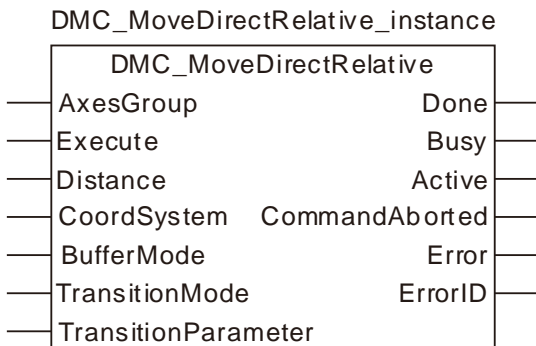 DMC_MoveDirectRelative_instance
DMC_MoveDirectRelative
AxesGroup Done
Execute Busy
Distance Active
CoordSystem CommandAborted
BufferMode Error
TransitionMode ErrorID
TransitionParameter